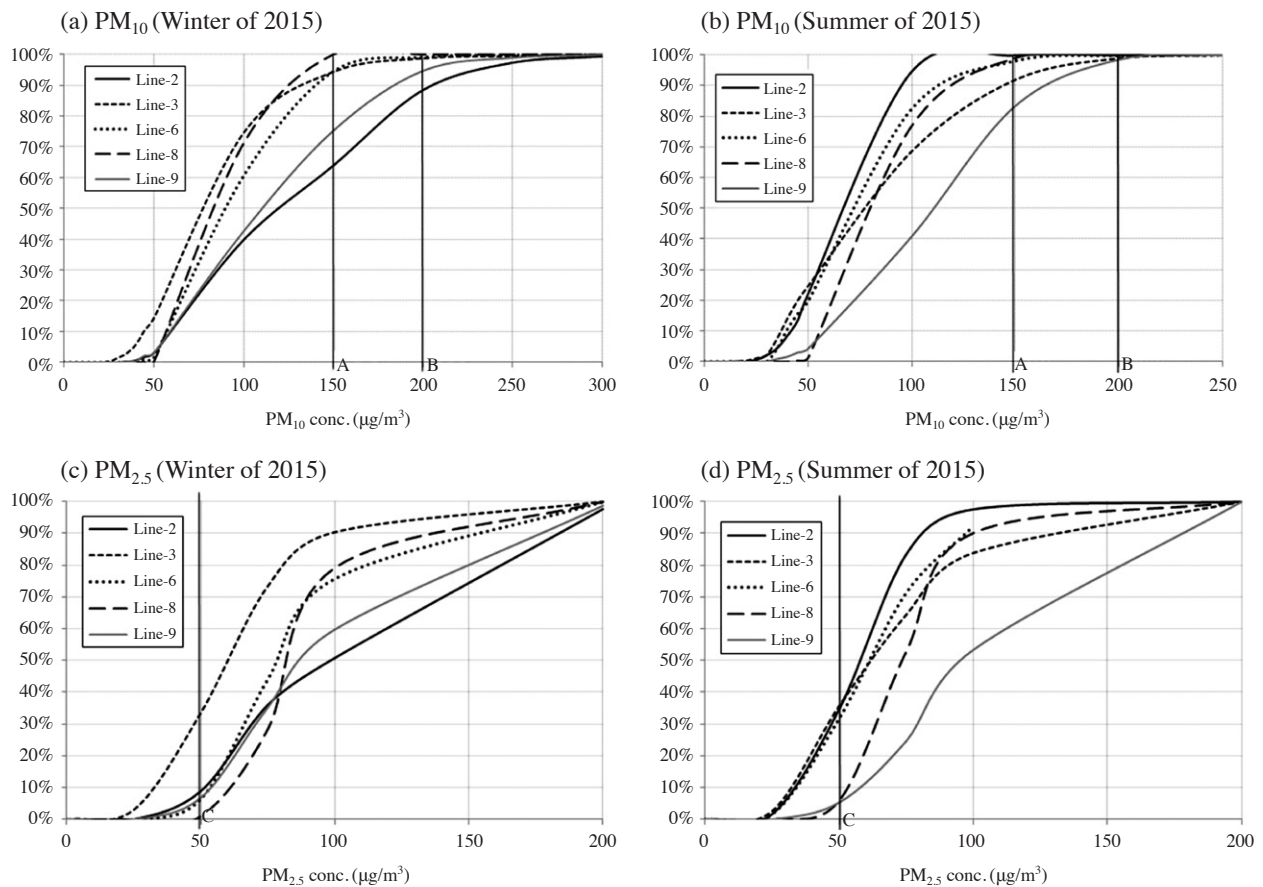 (a) PM10 (Winter of 2015)
100%
90%
80%
70%
60%
50%
40%
30%
20%
10%
0%
Line-2
Line-3
Line-6
Line-8
Line-9
A
B
0 50 100 150 200 250 300
PM10 conc. (μg/m3)
(b) PM10 (Summer of 2015)
100%
90%
80%
70%
60%
50%
40%
30%
20%
10%
0%
Line-2
Line-3
Line-6
Line-8
Line-9
A
B
0 50 100 150 200 250
PM10 conc. (μg/m3)
(c) PM2.5 (Winter of 2015)
100%
90%
80%
70%
60%
50%
40%
30%
20%
10%
0%
Line-2
Line-3
Line-6
Line-8
Line-9
C
0 50 100 150 200
PM2.5 conc. (μg/m3)
(d) PM2.5 (Summer of 2015)
100%
90%
80%
70%
60%
50%
40%
30%
20%
10%
0%
Line-2
Line-3
Line-6
Line-8
Line-9
C
0 50 100 150 200
PM2.5 conc. (μg/m3)